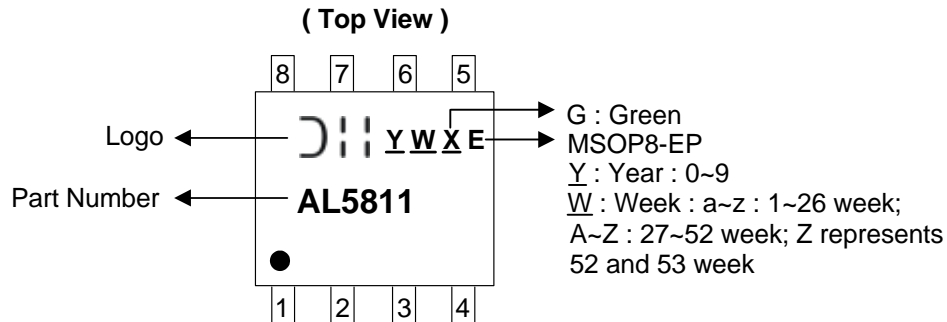 ( Top View )
8 7 6 5
Logo
Y W X E
G : Green
MSOP8-EP
Part Number
AL5811
Y : Year : 0~9
W : Week : a~z : 1~26 week;
A~Z : 27~52 week; Z represents
52 and 53 week
1 2 3 4